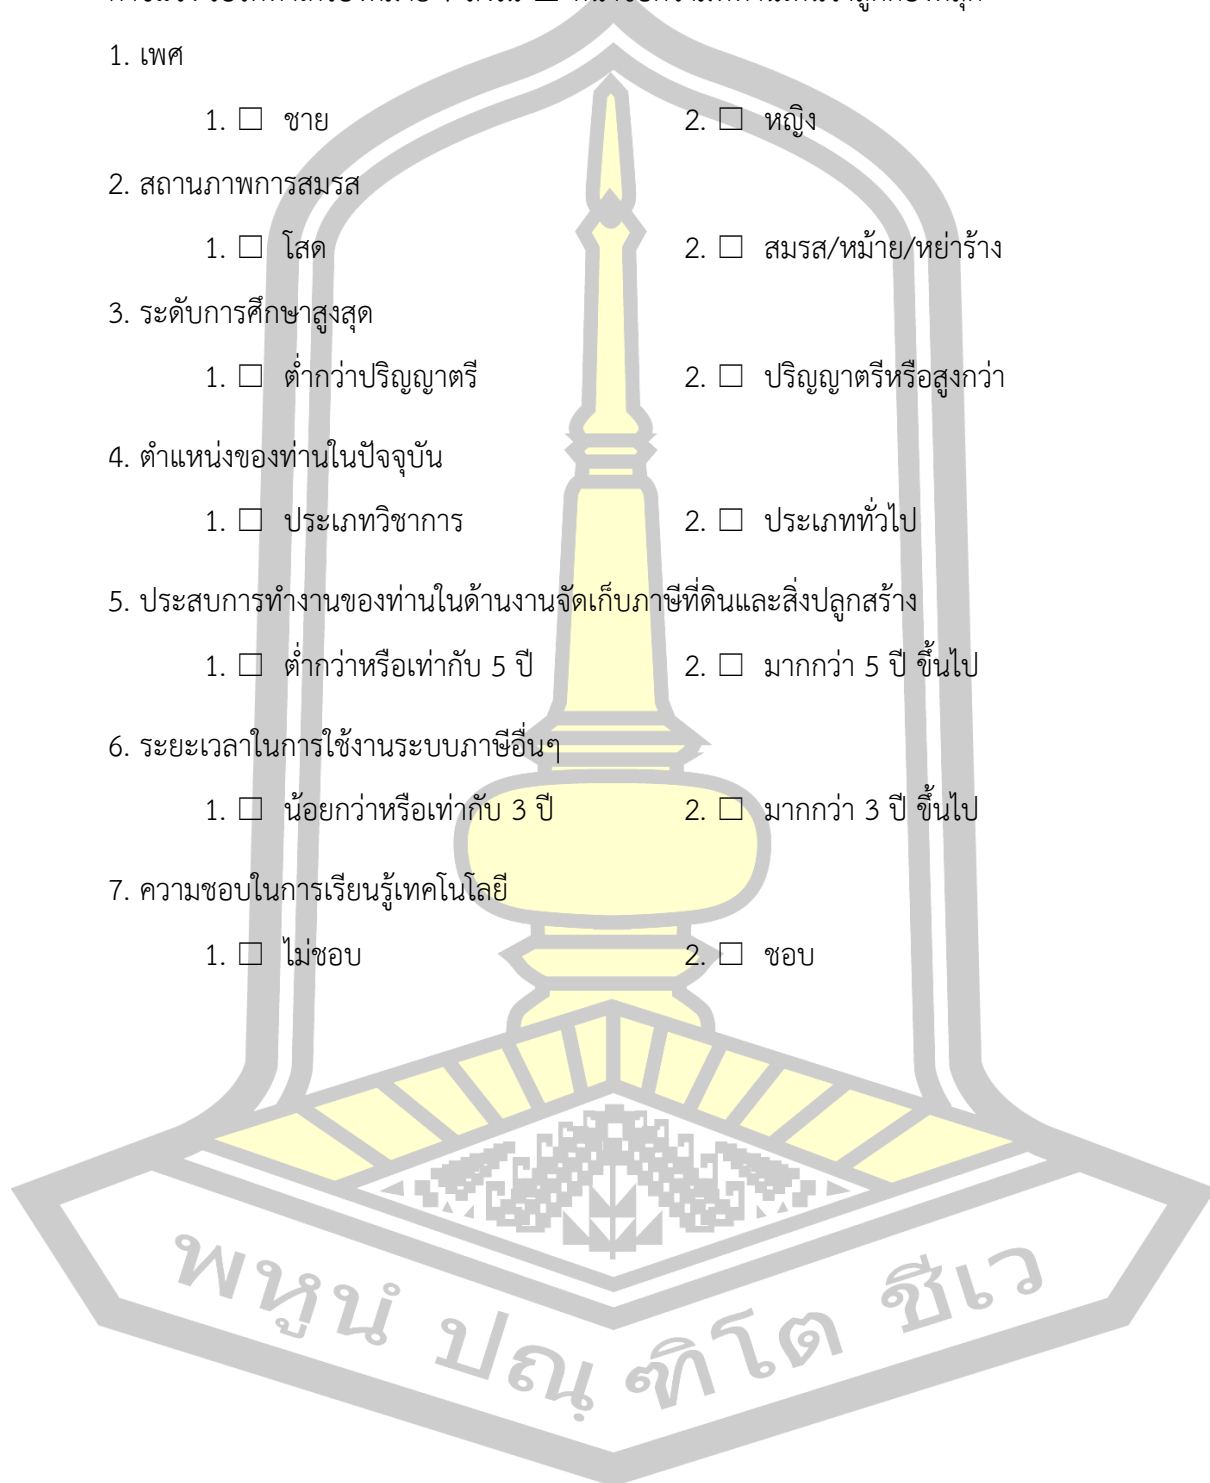 1. เพศ
1. ☐ ชาย 2. ☐ หญิง
2. สถานภาพการสมรส
1. ☐ โสด 2. ☐ สมรส/หม้าย/หย่าร้าง
3. ระดับการศึกษาสูงสุด
1. ☐ ต่ำกว่าปริญญาตรี 2. ☐ ปริญญาตรีหรือสูงกว่า
4. ตำแหน่งของท่านในปัจจุบัน
1. ☐ ประเภทวิชาการ 2. ☐ ประเภททั่วไป
5. ประสบการทำงานของท่านในด้านงานจัดเก็บภาษีที่ดินและสิ่งปลูกสร้าง
1. ☐ ต่ำกว่าหรือเท่ากับ 5 ปี 2. ☐ มากกว่า 5 ปี ขึ้นไป
6. ระยะเวลาในการใช้งานระบบภาษีอื่นๆ
1. ☐ น้อยกว่าหรือเท่ากับ 3 ปี 2. ☐ มากกว่า 3 ปี ขึ้นไป
7. ความชอบในการเรียนรู้เทคโนโลยี
1. ☐ ไม่ชอบ 2. ☐ ชอบ
พหูนํ ปณฺฑิโต ชีเว